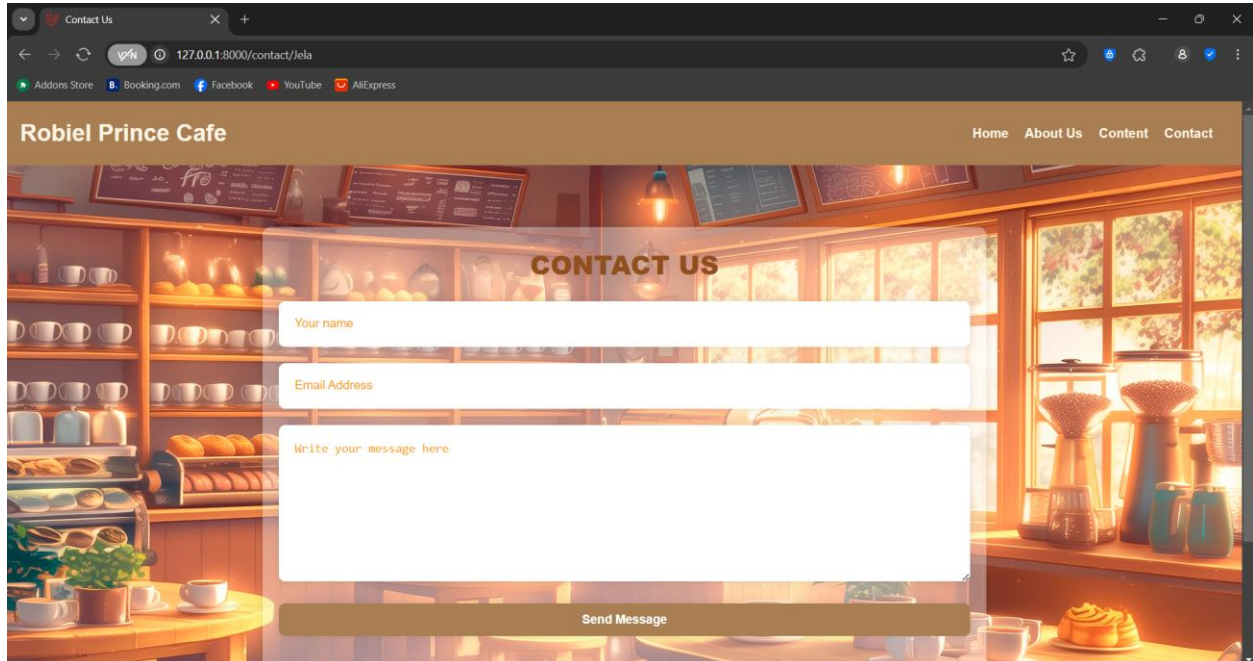 Contact Us
VPN
127.0.0.1:8000/contact/Jela
Addons Store B. Booking.com Facebook YouTube AliExpress
Robiel Prince Cafe
Home About Us Content Contact
CONTACT US
Your name
Email Address
Write your message here
Send Message